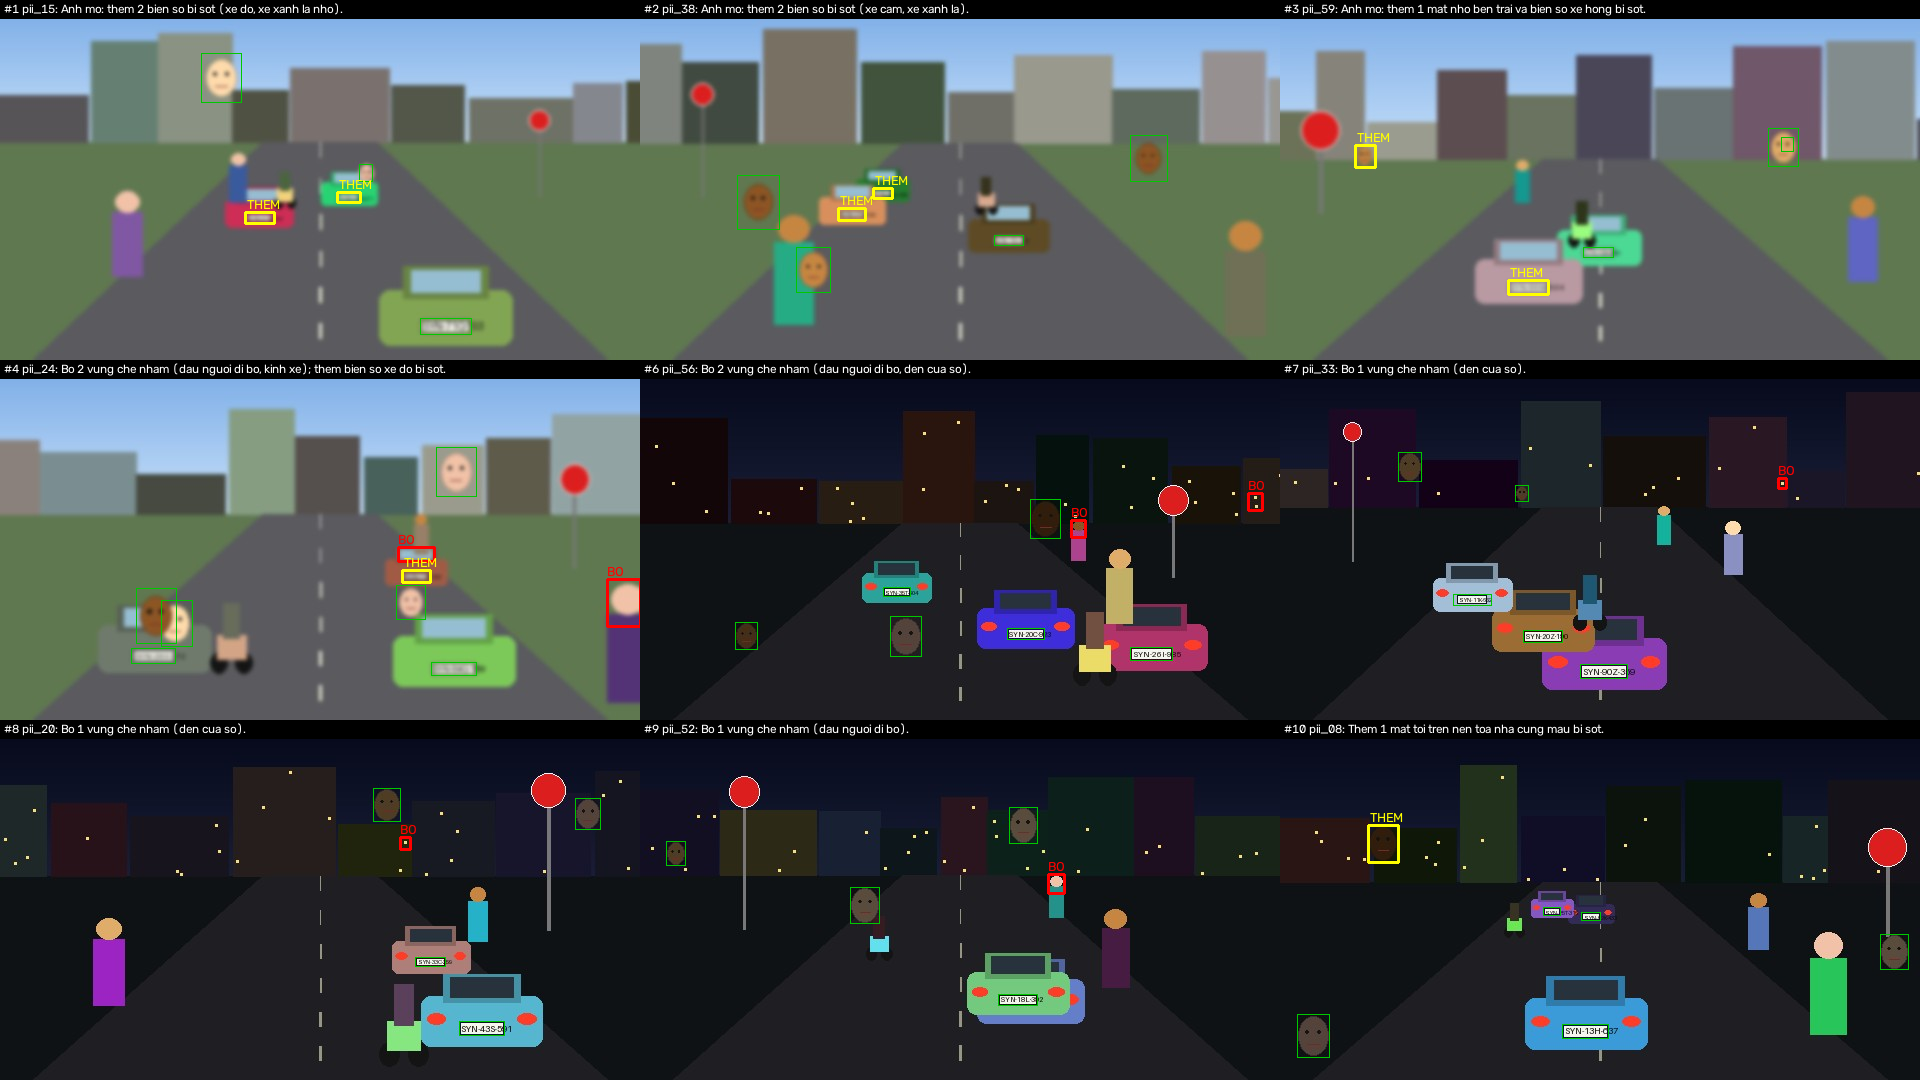 #1 pii_15: Anh mo: them 2 bien so bi sot (xe do, xe xanh la nho).
#2 pii_38: Anh mo: them 2 bien so bi sot (xe cam, xe xanh la).
#3 pii_59: Anh mo: them 1 mat nho ben trai va bien so xe hong bi sot.
THEM
THEM
THEM
THEM
THEM
THEM
#4 pii_24: Bo 2 vung che nham (dau nguoi di bo, kinh xe); them bien so xe do bi sot.
#6 pii_56: Bo 2 vung che nham (dau nguoi di bo, den cua so).
#7 pii_33: Bo 1 vung che nham (den cua so).
BO
THEM
BO
BO
BO
SYN-20C-9
SYN-26I-985
BO
SYN-20Z-1
SYN-90Z-3
#8 pii_20: Bo 1 vung che nham (den cua so).
#9 pii_52: Bo 1 vung che nham (dau nguoi di bo).
#10 pii_08: Them 1 mat toi tren nen toa nha cung mau bi sot.
BO
SYN-43S-591
BO
SYN-18L-392
THEM
SYN-13H-637